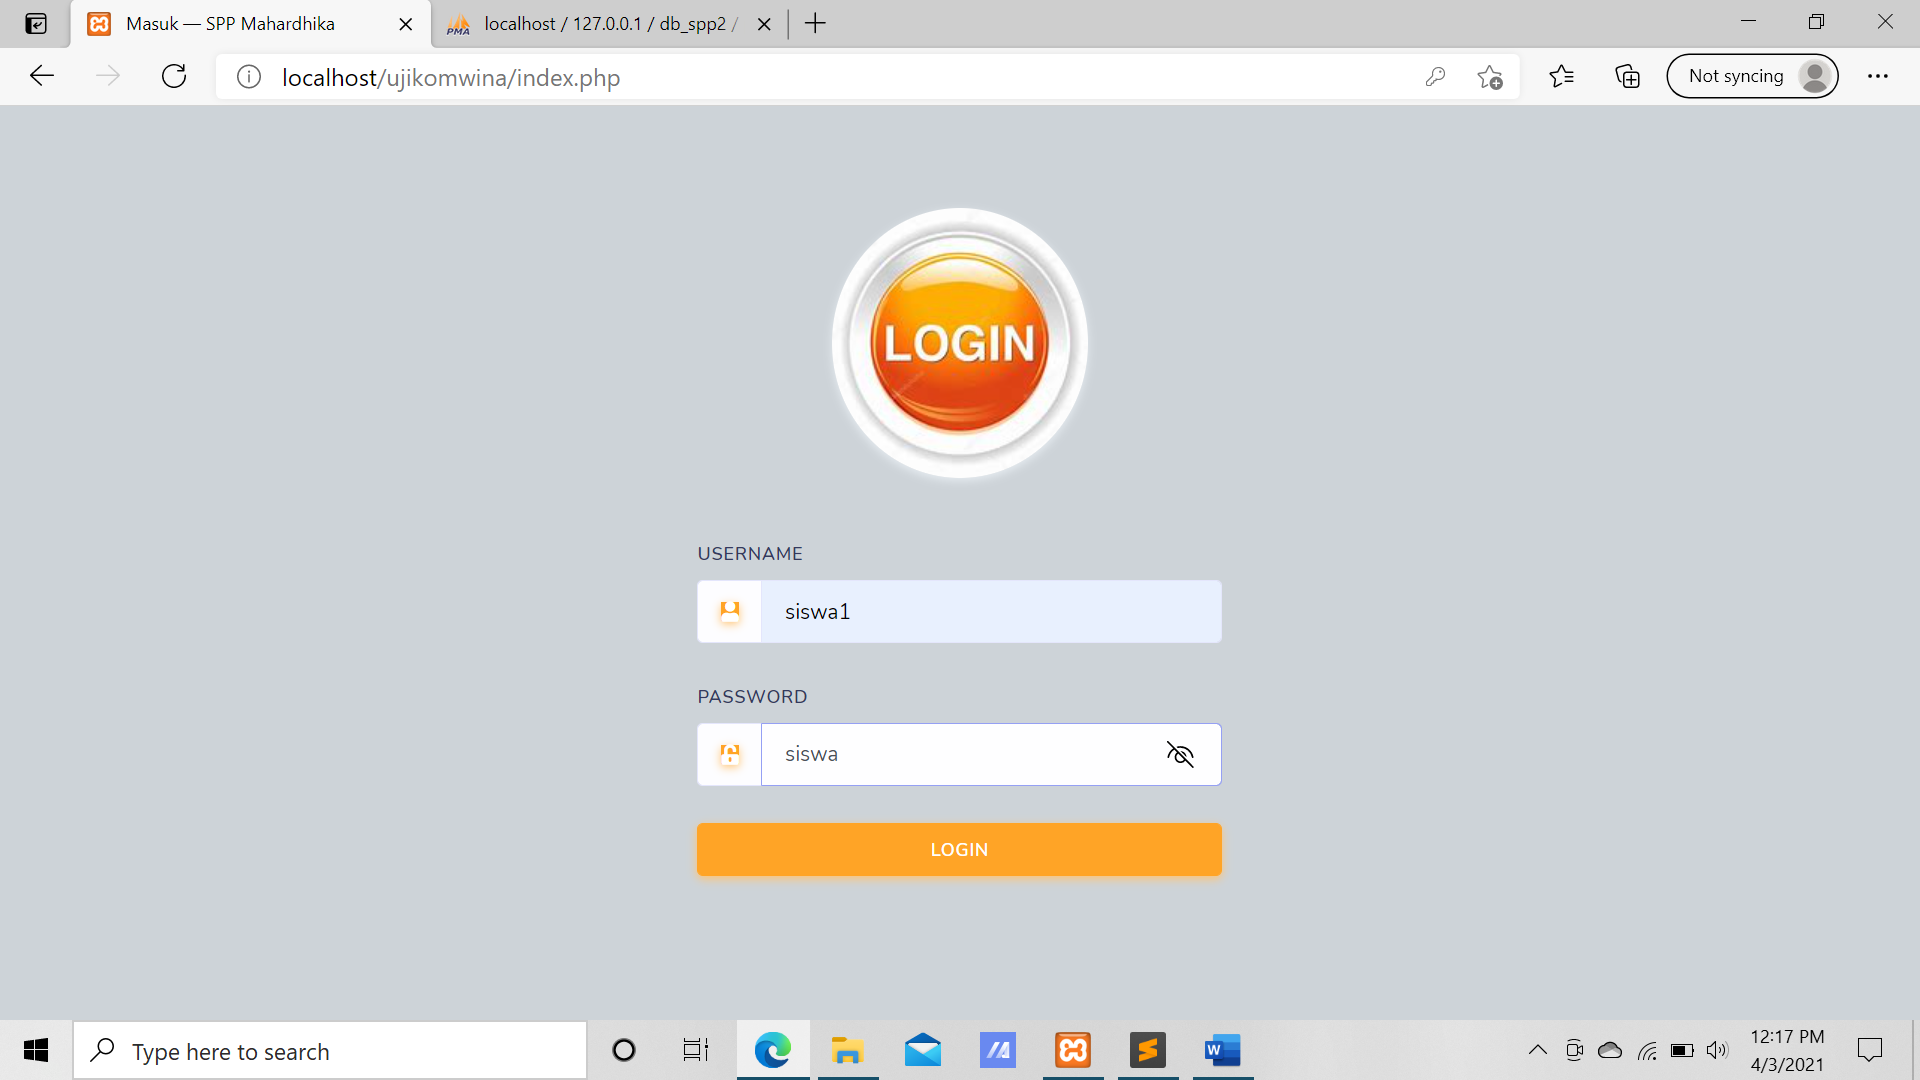 Masuk — SPP Mahardhika
PMA
localhost / 127.0.0.1 / db_spp2 /
localhost/ujikomwina/index.php
Not syncing
LOGIN
USERNAME
siswa1
PASSWORD
siswa
LOGIN
Type here to search
W
12:17 PM
4/3/2021